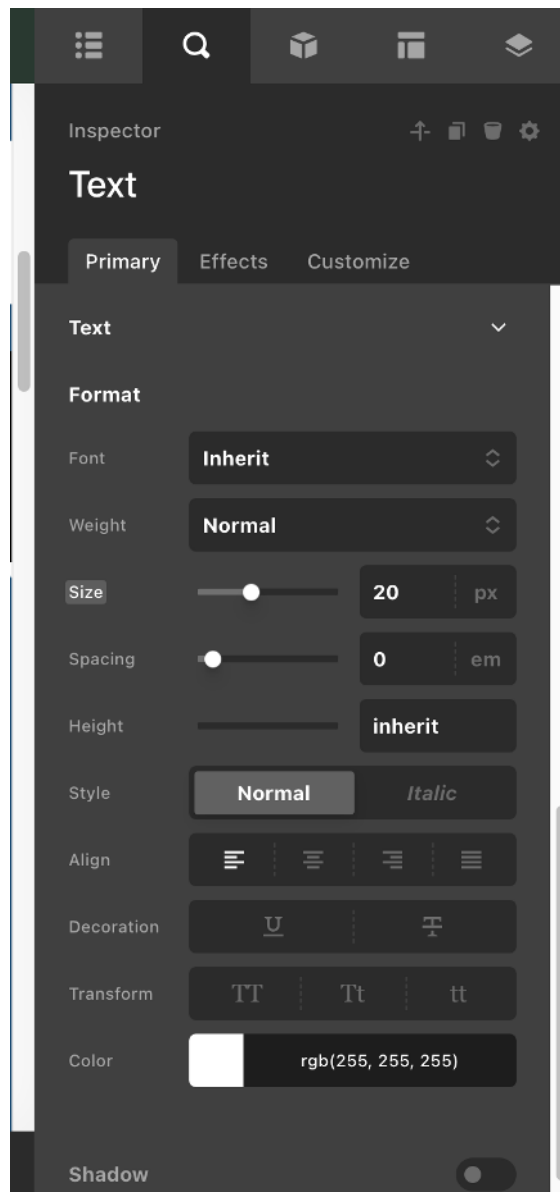 Inspector
Text
Primary Effects Customize
Text
Format
Font Inherit
Weight Normal
Size 20 px
Spacing 0 em
Height inherit
Style Normal Italic
Align
Decoration U T
Transform TT Tt tt
Color rgb(255, 255, 255)
Shadow